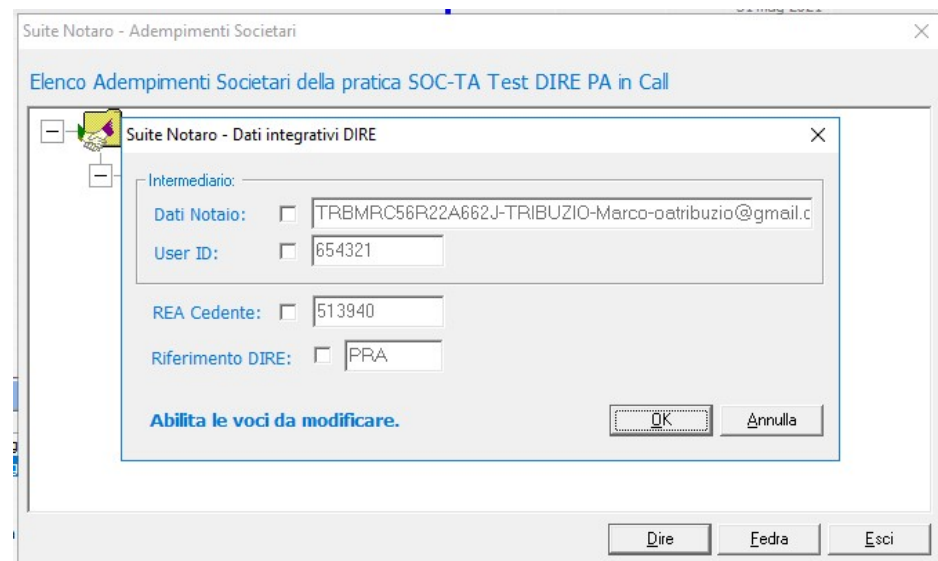 Suite Notaro - Adempimenti Societari
Elenco Adempimenti Societari della pratica SOC-TA Test DIRE PA in Call
Suite Notaro - Dati integrativi DIRE
Intermediario:
Dati Notaio: TRBMRC56R22A662J-TRIBUZIO-Marco-oatribuzio@gmail.c
User ID: 654321
REA Cedente: 513940
Riferimento DIRE: PRA
Abilita le voci da modificare. OK Annulla
Dire Fedra Esci